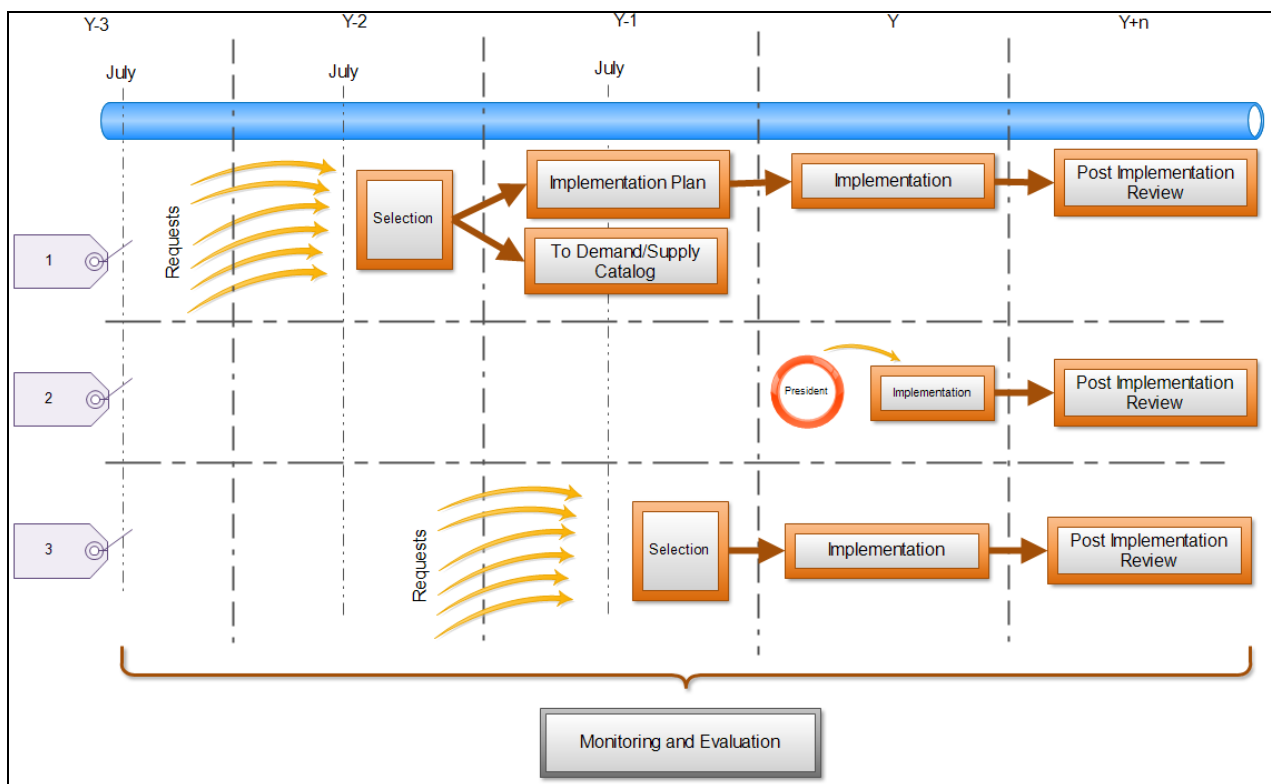 Y-3
Y-2
Y-1
Y
Y+n
July
July
July
1
Requests
Selection
Implementation Plan
To Demand/Supply
Catalog
Implementation
Post Implementation
Review
2
President
Implementation
Post Implementation
Review
3
Requests
Selection
Implementation
Post Implementation
Review
Monitoring and Evaluation